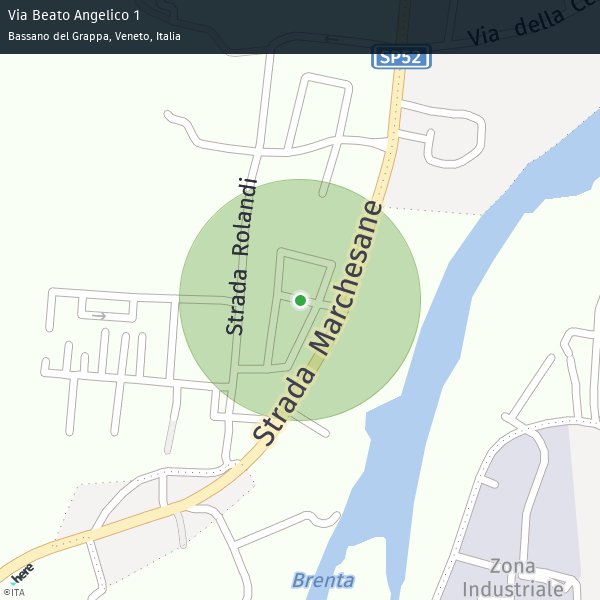 Via Beato Angelico 1
Bassano del Grappa, Veneto, Italia
Via della Ce
SP52
Strada Rolandi
Strada Marchesane
Brenta
Zona
Industriale
here
©ITA